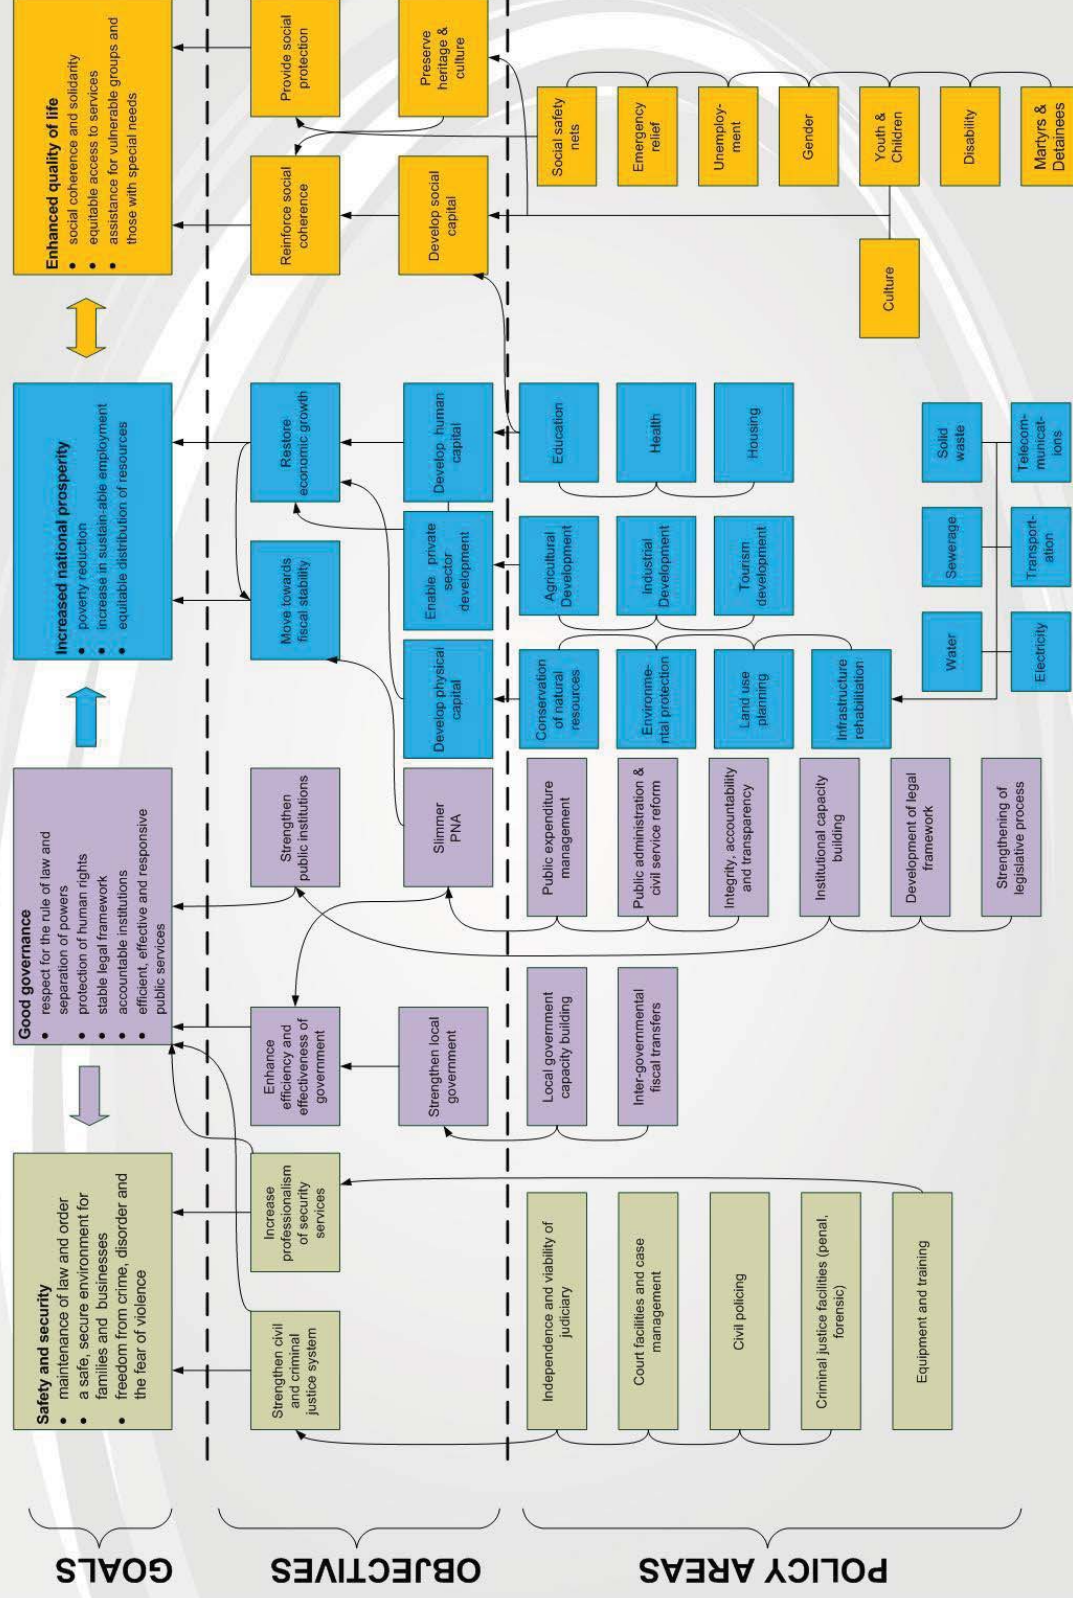 GOALS
Safety and security
• maintenance of law and order
• a safe, secure environment for
families and businesses
• freedom from crime, disorder and
the fear of violence
Good governance
• respect for the rule of law and
separation of powers
• protection of human rights
• stable legal framework
• accountable institutions
• efficient, effective and responsive
public services
Increased national prosperity
• poverty reduction
• increase in sustain-able employment
• equitable distribution of resources
Enhanced quality of life
• social coherence and solidarity
• equitable access to services
• assistance for vulnerable groups and
those with special needs
OBJECTIVES
Strengthen civil
and criminal
justice system
Increase
professionalism
of security
services
Enhance
efficiency and
effectiveness of
government
Strengthen
public institutions
Move towards
fiscal stability
Restore
economic growth
Reinforce social
coherence
Provide social
protection
Strengthen local
government
Slimmer
PNA
Develop physical
capital
Enable private
sector
development
Develop human
capital
Develop social
capital
Preserve
heritage &
culture
POLICY AREAS
Independence and viability of
judiciary
Court facilities and case
management
Civil policing
Criminal justice facilities (penal,
forensic)
Equipment and training
Local government
capacity building
Inter-governmental
fiscal transfers
Public expenditure
management
Public administration &
civil service reform
Integrity, accountability
and transparency
Institutional capacity
building
Development of legal
framework
Strengthening of
legislative process
Conservation
of natural
resources
Environme-
ntal protection
Land use
planning
Infrastructure
rehabilitation
Agricultural
Development
Industrial
Development
Tourism
development
Education
Health
Housing
Water
Sewerage
Solid
waste
Electricity
Transport-
ation
Telecom-
municat-
ions
Culture
Social safety
nets
Emergency
relief
Unemploy-
ment
Gender
Youth &
Children
Disability
Martyrs &
Detainees